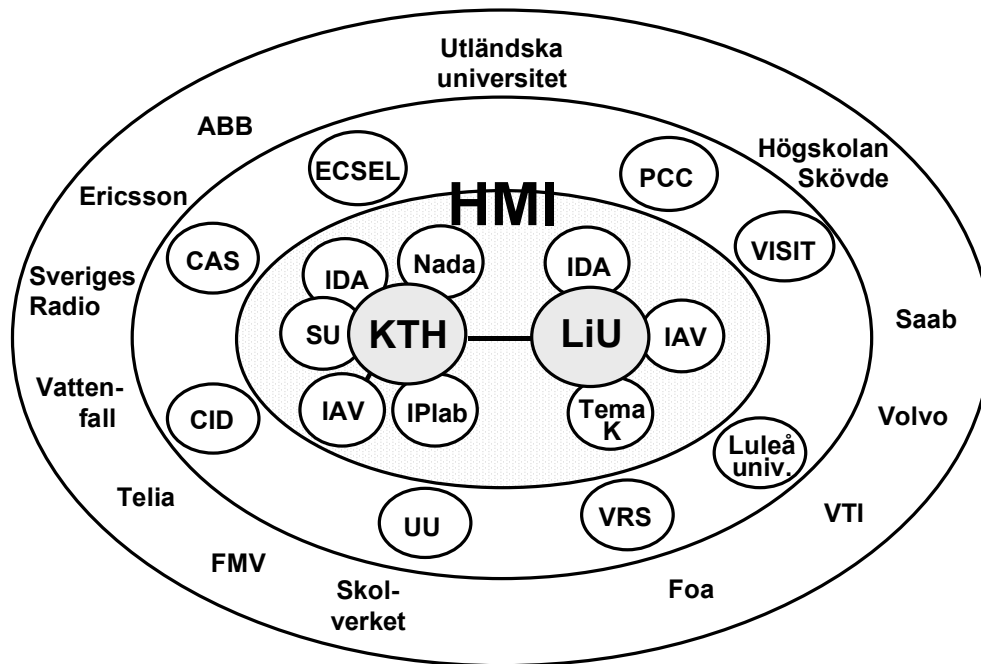 Utländska
universitet
ABB
Högskolan
Skövde
ECSEL
PCC
Ericsson
HMI
CAS
VISIT
Nada
IDA
IDA
Sveriges
Radio
SU
KTH
LiU
IAV
Saab
Vatten-
fall
CID
IAV
IPlab
Tema
K
Volvo
Luleå
univ.
Telia
UU
VRS
VTI
FMV
Skol-
verket
Foa